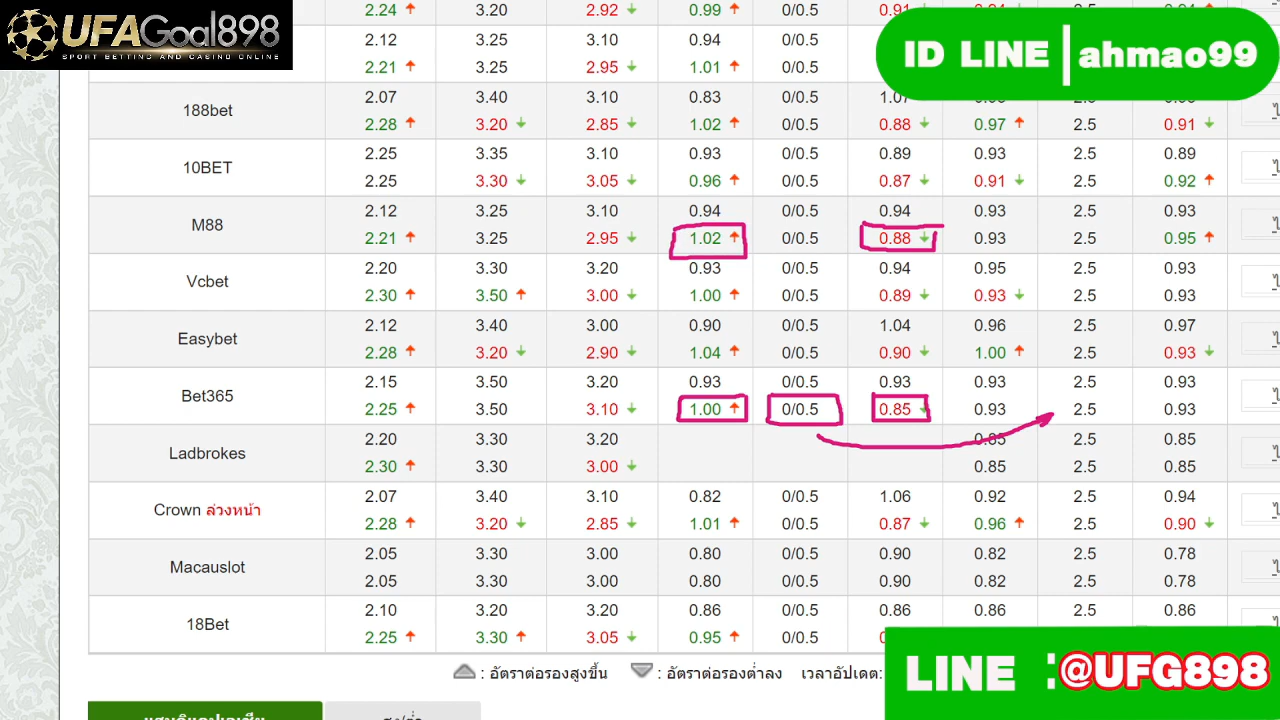 UFAGoal898
SPORT BETTING AND CASINO ONLINE
ID LINE | ahmao99
2.24 3.20 2.92 0.99 0/0.5
2.12 3.25 3.10 0.94 0/0.5
2.21 3.25 2.95 1.01 0/0.5
188bet
2.07 3.40 3.10 0.83 0/0.5 1.07
2.28 3.20 2.85 1.02 0/0.5 0.88 0.97 2.5 0.91
10BET
2.25 3.35 3.10 0.93 0/0.5 0.89 0.93 2.5 0.89
2.25 3.30 3.05 0.96 0/0.5 0.87 0.91 2.5 0.92
M88
2.12 3.25 3.10 0.94 0/0.5 0.94 0.93 2.5 0.93
2.21 3.25 2.95 1.02 0/0.5 0.88 0.93 2.5 0.95
Vcbet
2.20 3.30 3.20 0.93 0/0.5 0.94 0.95 2.5 0.93
2.30 3.50 3.00 1.00 0/0.5 0.89 0.93 2.5 0.93
Easybet
2.12 3.40 3.00 0.90 0/0.5 1.04 0.96 2.5 0.97
2.28 3.20 2.90 1.04 0/0.5 0.90 1.00 2.5 0.93
Bet365
2.15 3.50 3.20 0.93 0/0.5 0.93 0.93 2.5 0.93
2.25 3.50 3.10 1.00 0/0.5 0.85 0.93 2.5 0.93
Ladbrokes
2.20 3.30 3.20 0.85 2.5 0.85
2.30 3.30 3.00 0.85 2.5 0.85
Crown ล่วงหน้า
2.07 3.40 3.10 0.82 0/0.5 1.06 0.92 2.5 0.94
2.28 3.20 2.85 1.01 0/0.5 0.87 0.96 2.5 0.90
Macauslot
2.05 3.30 3.00 0.80 0/0.5 0.90 0.82 2.5 0.78
2.05 3.30 3.00 0.80 0/0.5 0.90 0.82 2.5 0.78
18Bet
2.10 3.20 3.20 0.86 0/0.5 0.86 0.86 2.5 0.86
2.25 3.30 3.05 0.95 0/0.5
: อัตราต่อรองสูงขึ้น : อัตราต่อรองต่ำลง เวลาอัปเดต:
LINE :@UFG898